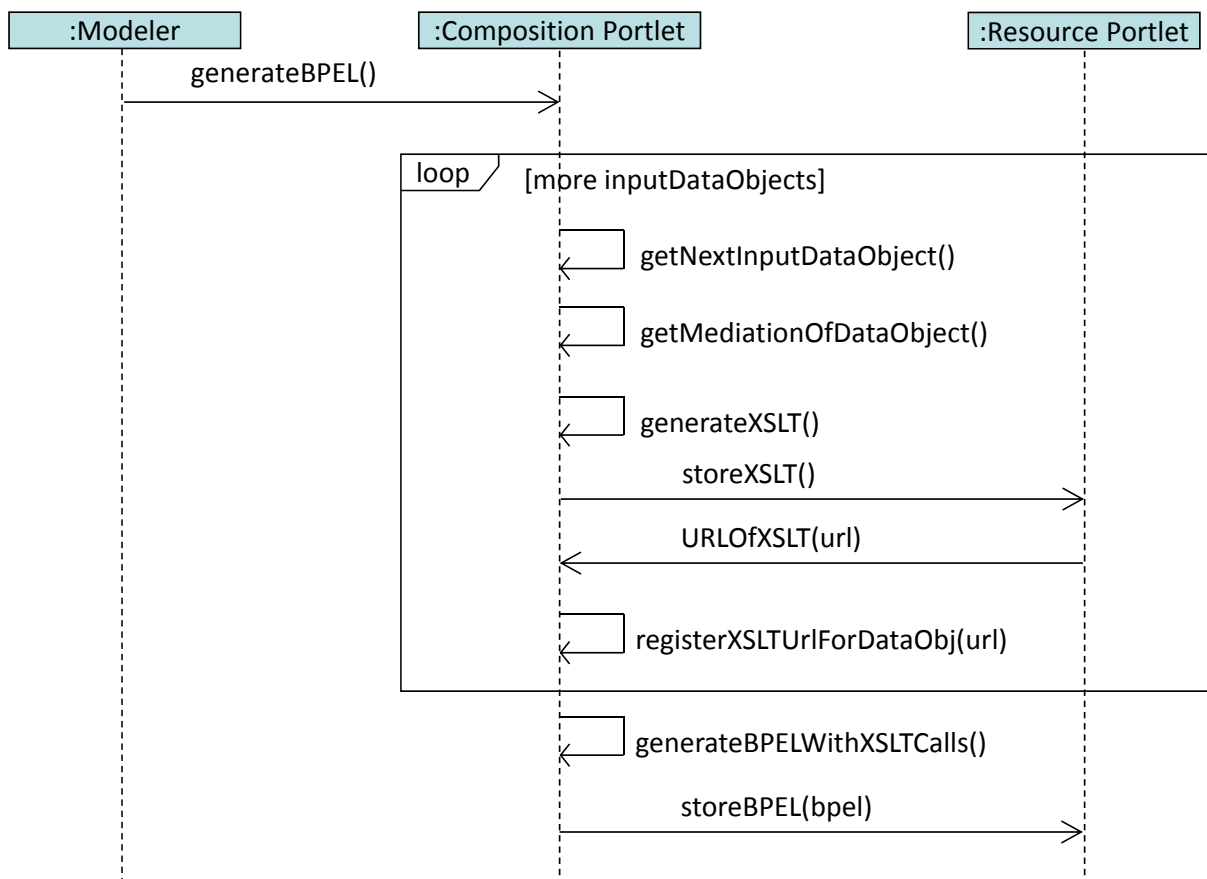 :Modeler
:Composition Portlet
:Resource Portlet
generateBPEL()
loop
[more inputDataObjects]
getNextInputDataObject()
getMediationOfDataObject()
generateXSLT()
storeXSLT()
URLOfXSLT(url)
registerXSLTUrlForDataObj(url)
generateBPELWithXSLTCalls()
storeBPEL(bpel)